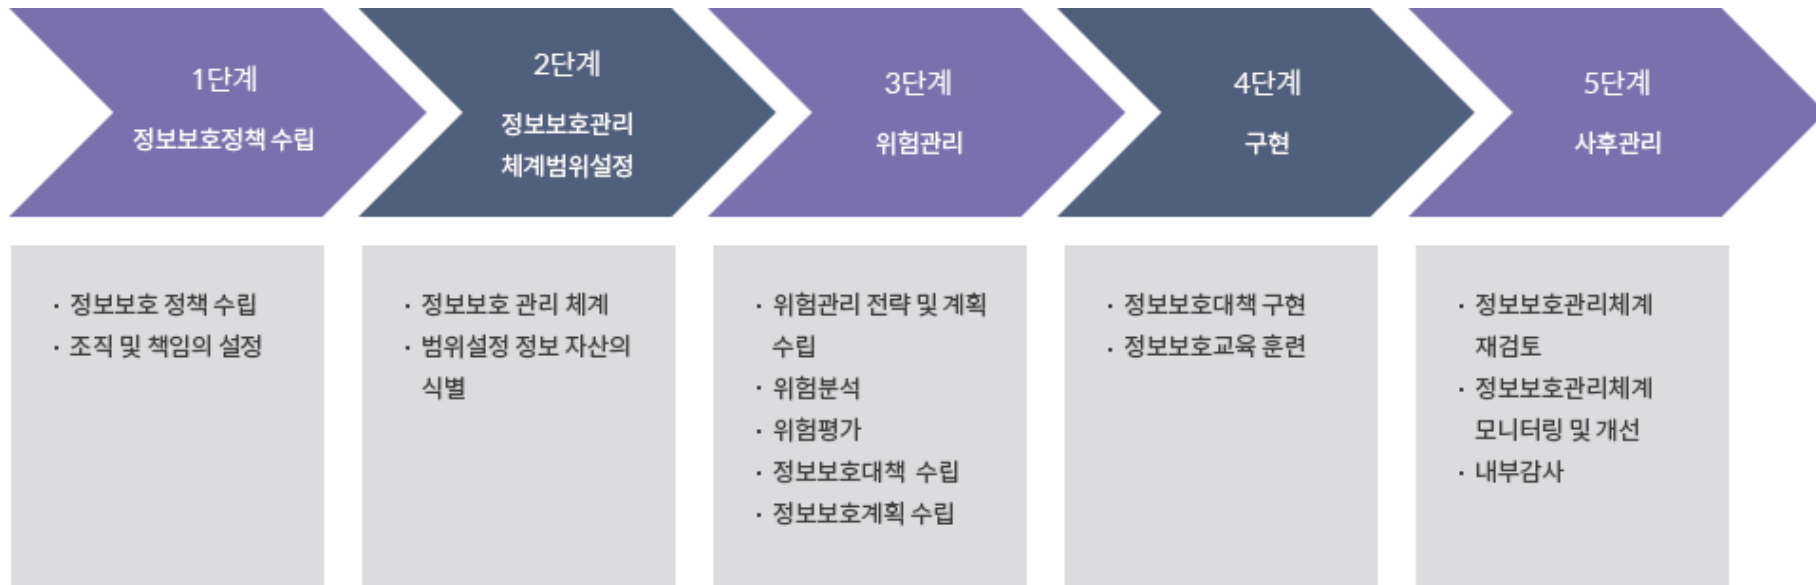 1단계
정보보호정책 수립
2단계
정보보호관리
체계범위설정
3단계
위험관리
4단계
구현
5단계
사후관리
· 정보보호 정책 수립
· 조직 및 책임의 설정
· 정보보호 관리 체계
· 범위설정 정보 자산의
식별
· 위험관리 전략 및 계획
수립
· 위험분석
· 위험평가
· 정보보호대책 수립
· 정보보호계획 수립
· 정보보호대책 구현
· 정보보호교육 훈련
· 정보보호관리체계
재검토
· 정보보호관리체계
모니터링 및 개선
· 내부감사